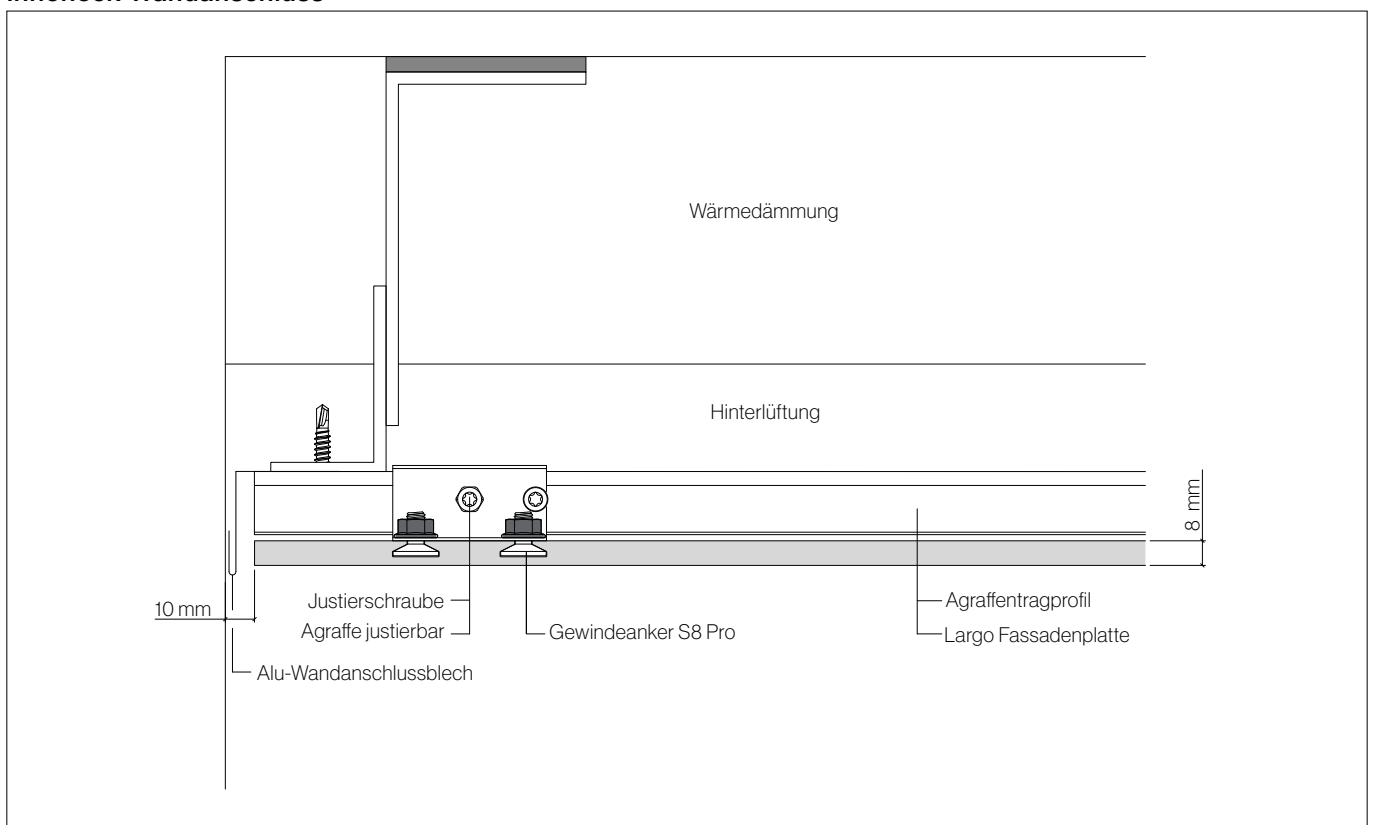 Wärmedämmung
Hinterlüftung
8 mm
10 mm
Justierschraube
Agraffe justierbar
Gewindeanker S8 Pro
Agraffentragprofil
Largo Fassadenplatte
Alu-Wandanschlussblech